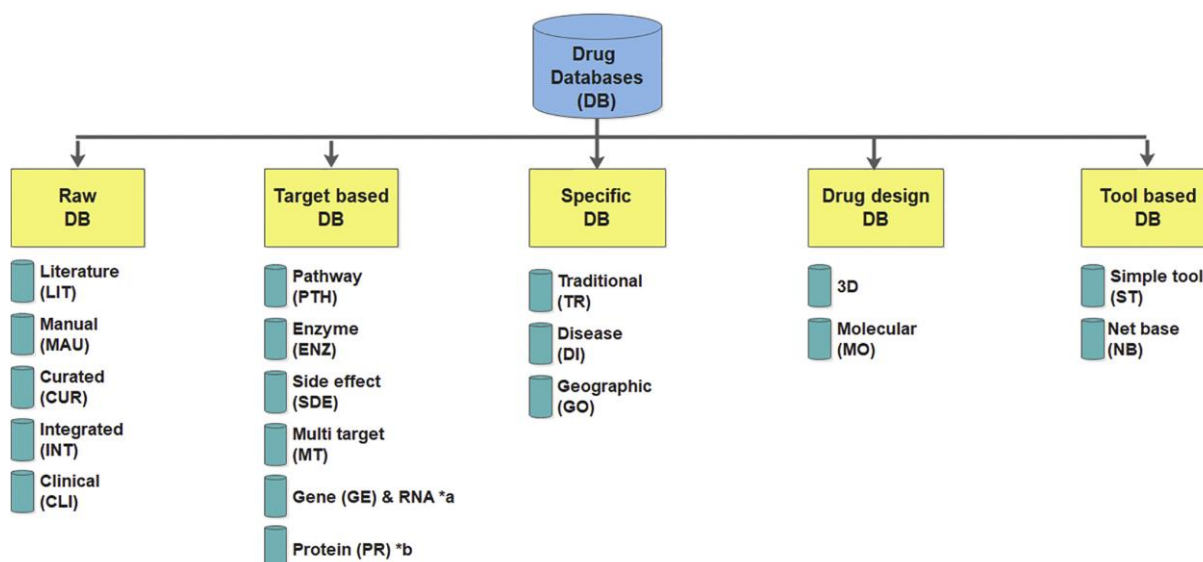 Drug
Databases
(DB)
Raw
DB
Literature
(LIT)
Manual
(MAU)
Curated
(CUR)
Integrated
(INT)
Clinical
(CLI)
Target based
DB
Pathway
(PTH)
Enzyme
(ENZ)
Side effect
(SDE)
Multi target
(MT)
Gene (GE) & RNA *a
Protein (PR) *b
Specific
DB
Traditional
(TR)
Disease
(DI)
Geographic
(GO)
Drug design
DB
3D
Molecular
(MO)
Tool based
DB
Simple tool
(ST)
Net base
(NB)